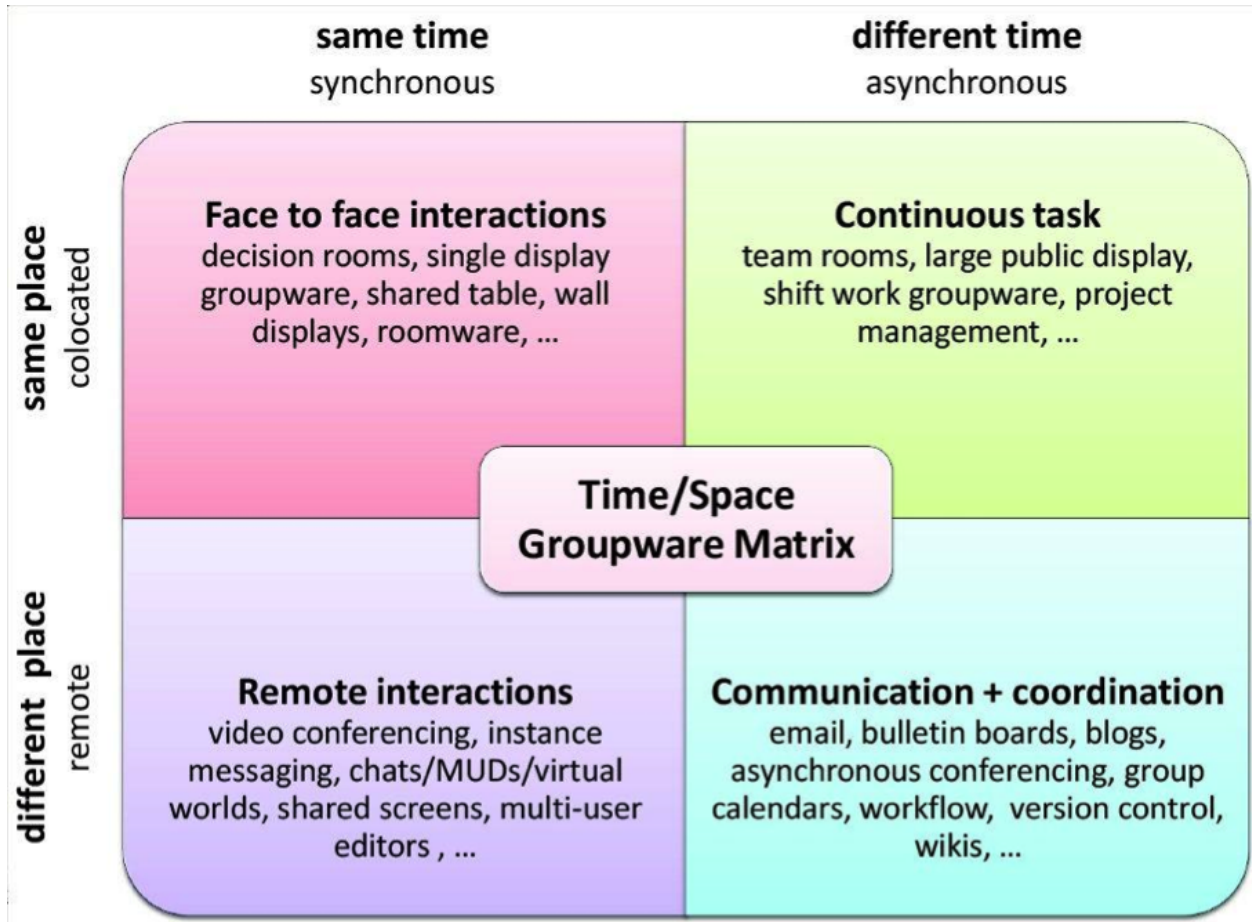 same time
synchronous
different time
asynchronous
same place
colocated
Face to face interactions
decision rooms, single display
groupware, shared table, wall
displays, roomware, ...
Continuous task
team rooms, large public display,
shift work groupware, project
management, ...
Time/Space
Groupware Matrix
different place
remote
Remote interactions
video conferencing, instance
messaging, chats/MUDs/virtual
worlds, shared screens, multi-user
editors , ...
Communication + coordination
email, bulletin boards, blogs,
asynchronous conferencing, group
calendars, workflow, version control,
wikis, ...